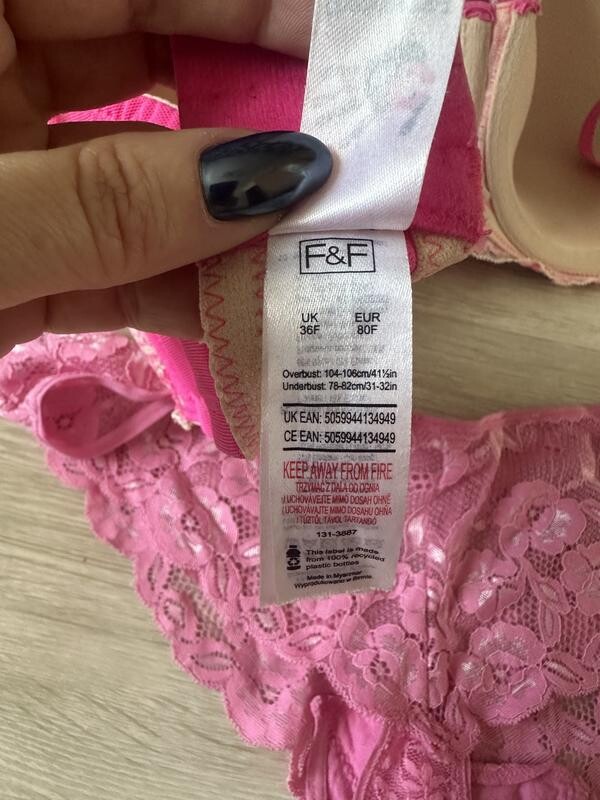 F&F
UK EUR
36F 80F
Overbust: 104-106cm/41½in
Underbust: 78-82cm/31-32in
UK EAN: 5059944134949
CE EAN: 5059944134949
KEEP AWAY FROM FIRE
TRZYMAĆ Z DALA OD OGNIA
UCHOVÁVEJTE MIMO DOSAH OHNĚ
UCHOVÁVAJTE MIMO DOSAHU OHŇA
TŰZTŐL TÁVOL TARTANDÓ
131-3887
This label is made
from 100% recycled
plastic bottles
Made in Myanmar
Wyprodukowano w Birmie.